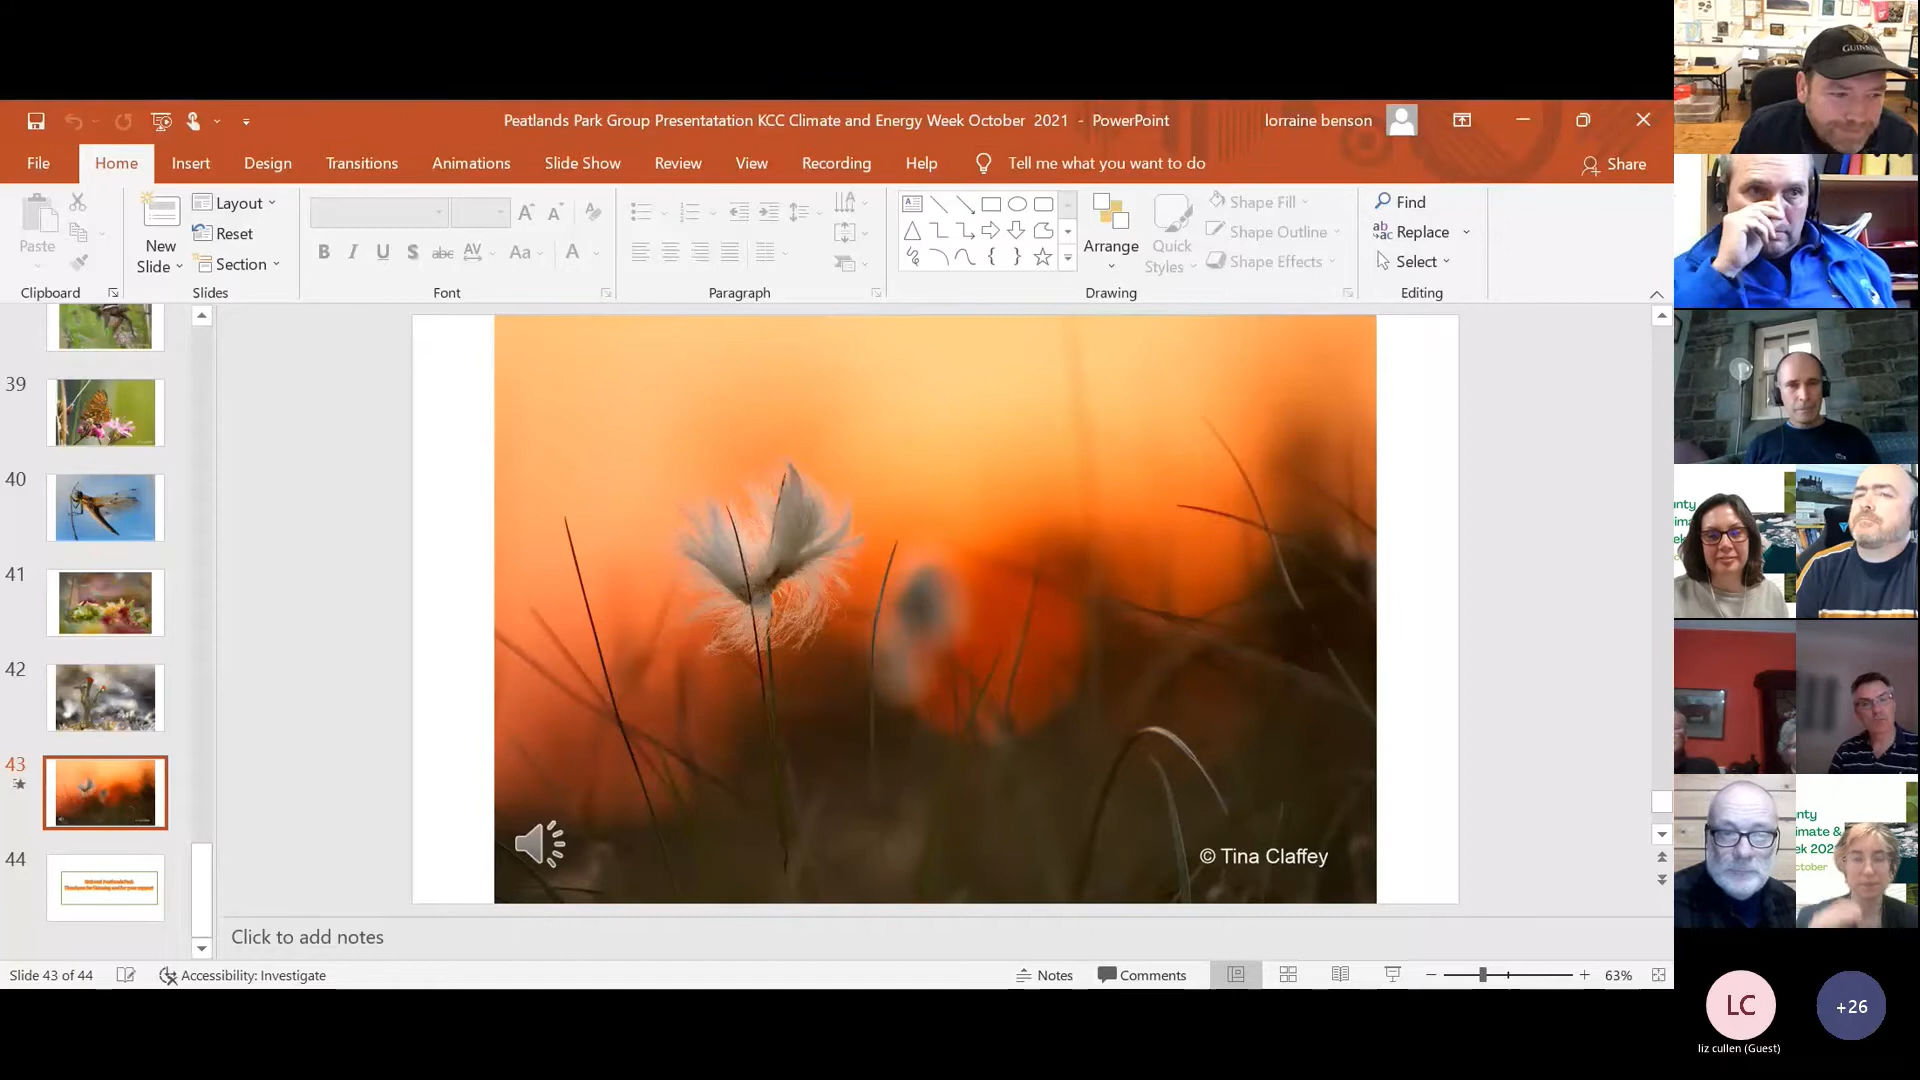 Peatlands Park Group Presentatation KCC Climate and Energy Week October 2021 - PowerPoint
lorraine benson
File Home Insert Design Transitions Animations Slide Show Review View Recording Help Tell me what you want to do Share
Paste
Clipboard
New Slide
Layout
Reset
Section
Slides
B I U S abc AV Aa A
Font
Paragraph
Arrange
Quick Styles
Shape Fill
Shape Outline
Shape Effects
Drawing
Find
Replace
Select
Editing
39
40
41
42
43
44
© Tina Claffey
Click to add notes
Slide 43 of 44
Accessibility: Investigate
Notes
Comments
63%
GUINNESS
LC
liz cullen (Guest)
+26